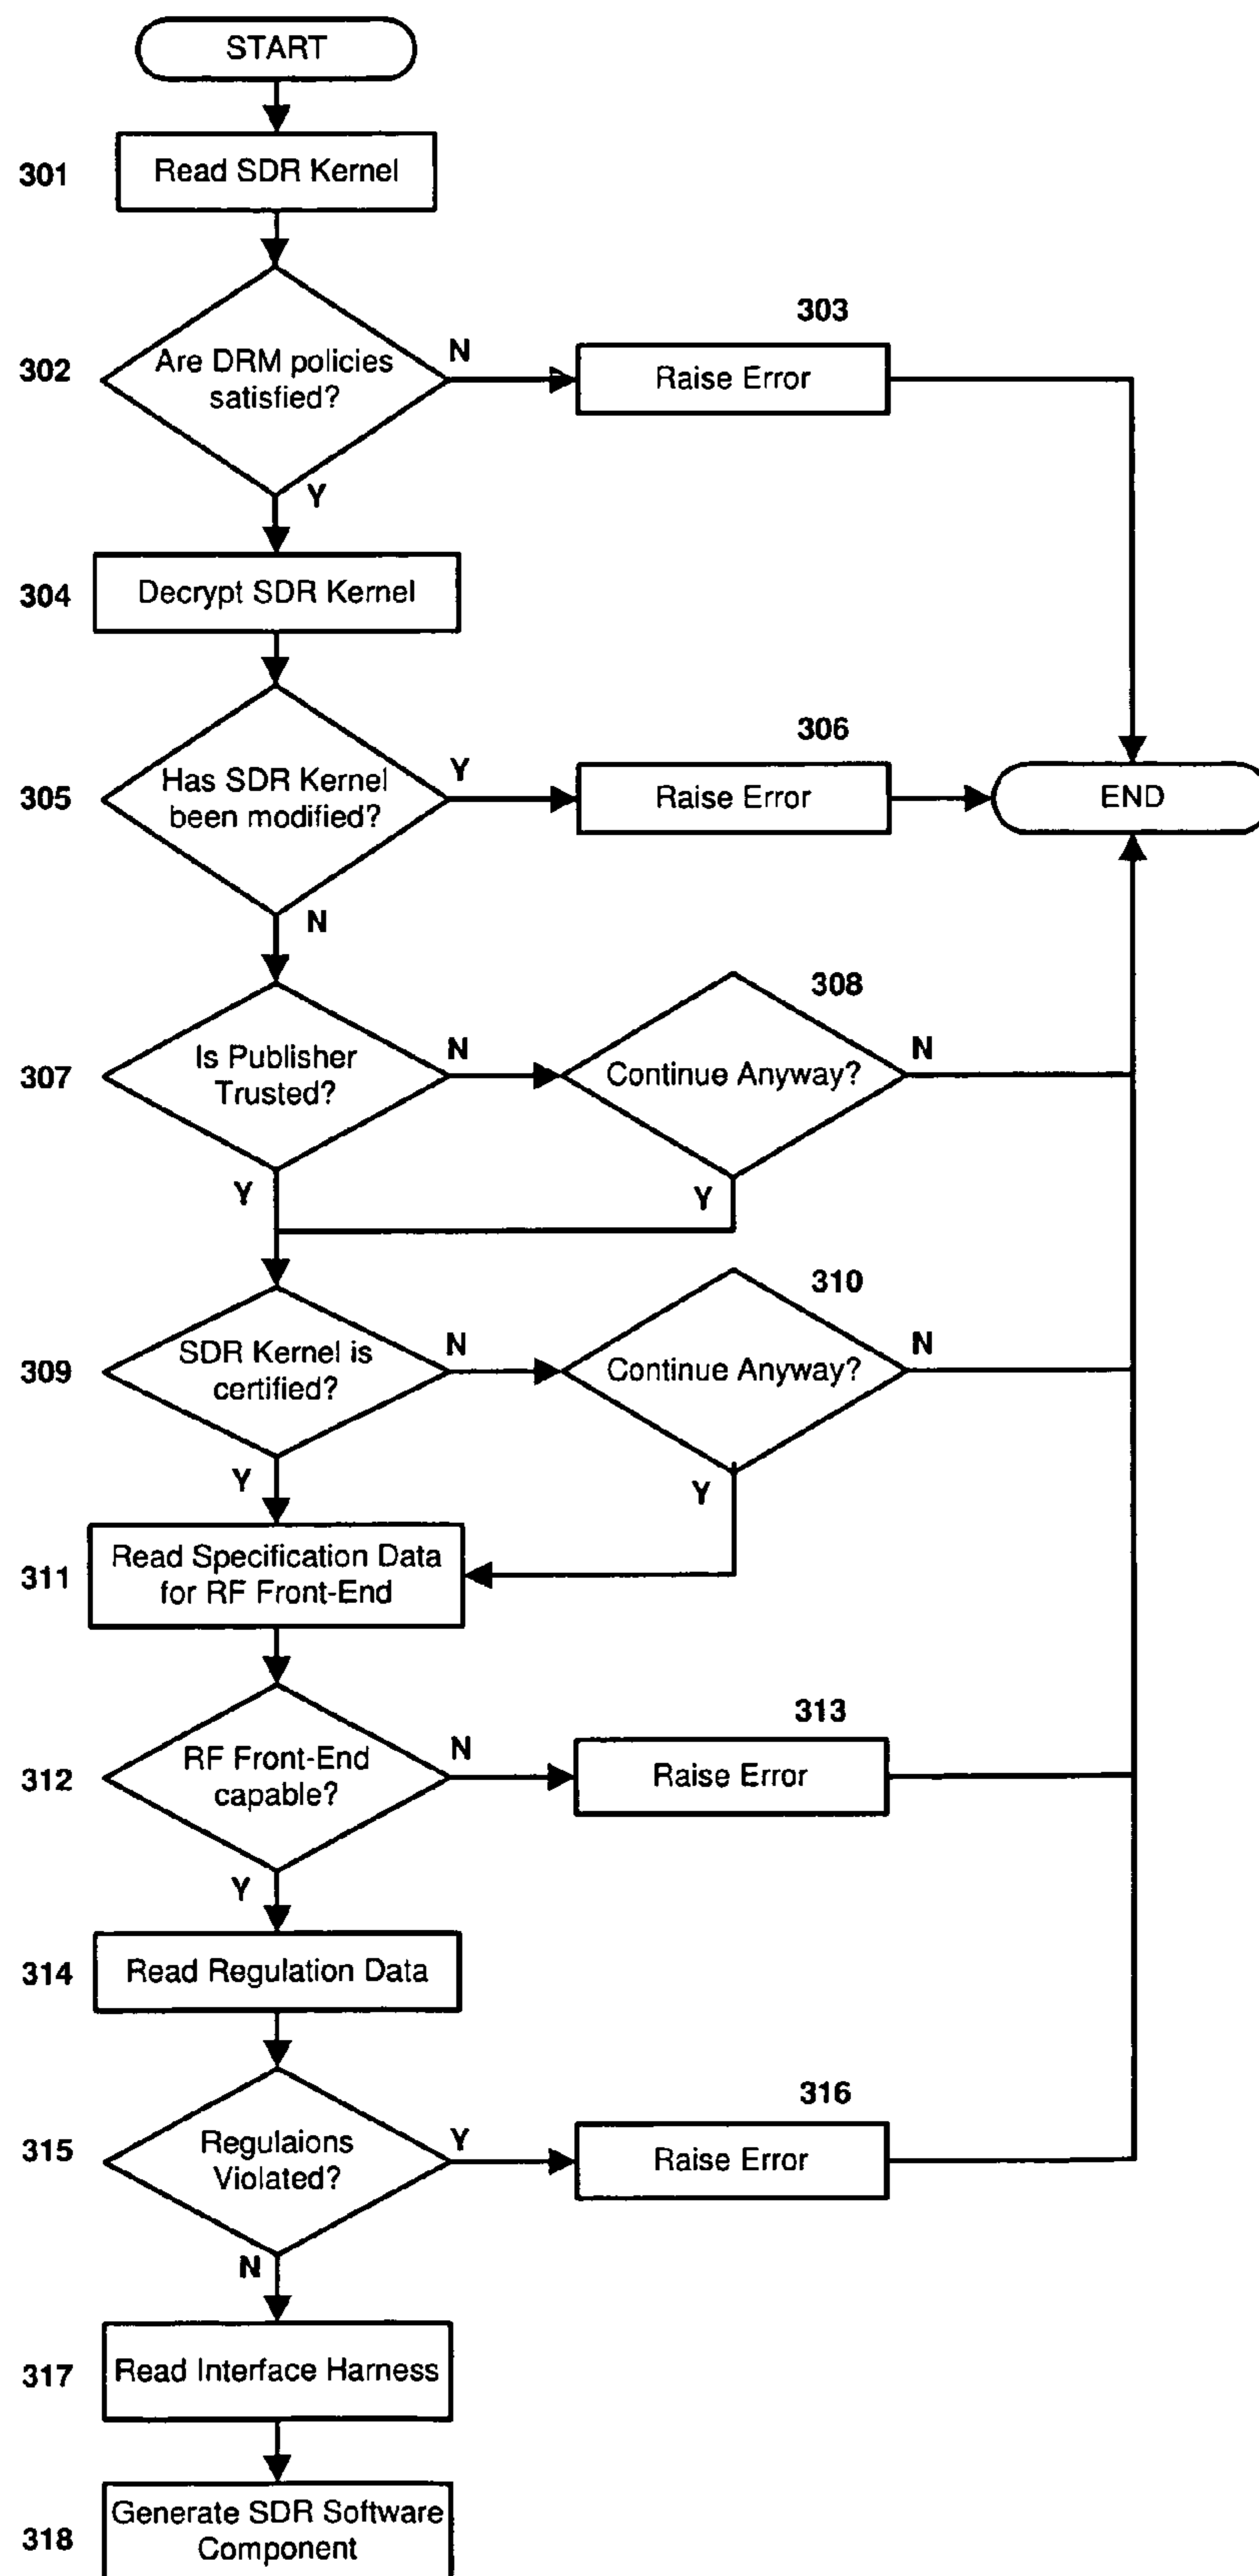 START
301
Read SDR Kernel
302
Are DRM policies
satisfied?
N
303
Raise Error
Y
304
Decrypt SDR Kernel
305
Has SDR Kernel
been modified?
Y
306
Raise Error
END
N
307
Is Publisher
Trusted?
N
308
Continue Anyway?
N
Y
Y
309
SDR Kernel is
certified?
N
310
Continue Anyway?
N
Y
Y
311
Read Specification Data
for RF Front-End
312
RF Front-End
capable?
N
313
Raise Error
Y
314
Read Regulation Data
315
Regulaions
Violated?
Y
316
Raise Error
N
317
Read Interface Harness
318
Generate SDR Software
Component